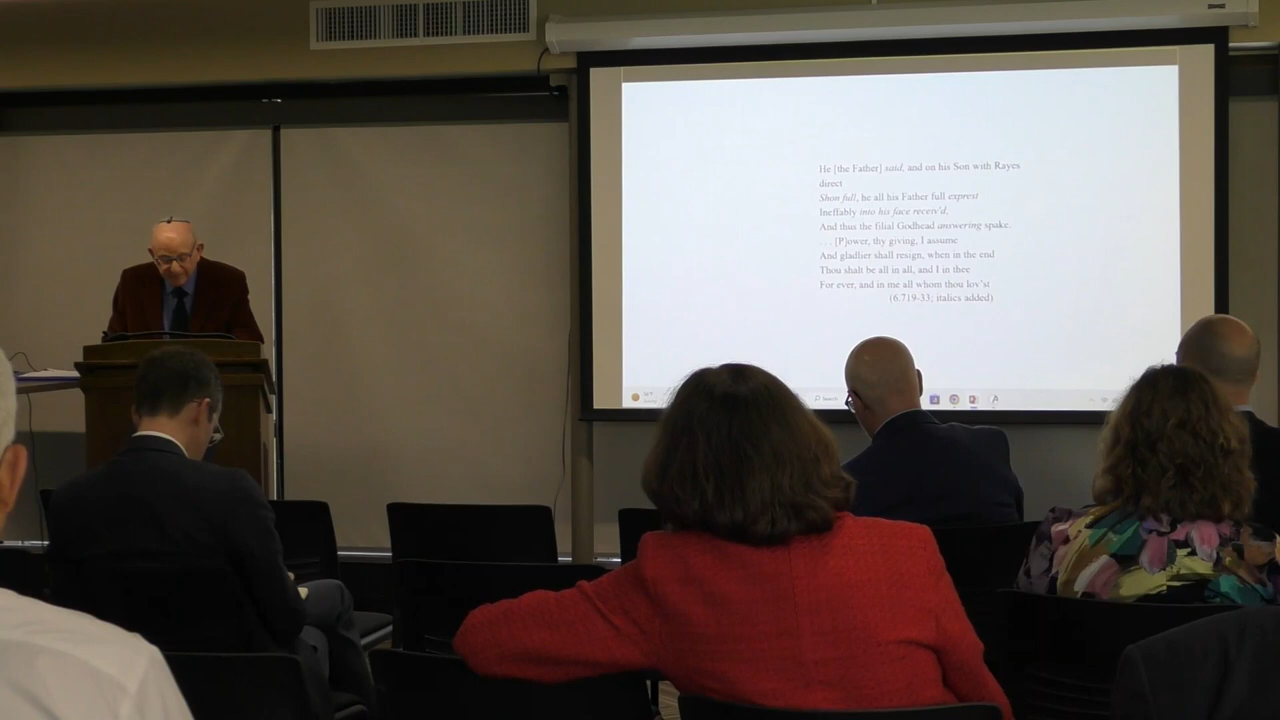 He [the Father] said, and on his Son with Rayes
direct
Shon full, he all his Father full exprest
Ineffably into his face receiv'd,
And thus the filial Godhead answering spake.
. . . [P]ower, thy giving, I assume
And gladlier shall resign, when in the end
Thou shalt be all in all, and I in thee
For ever, and in me all whom thou lov'st
(6.719-33; italics added)
Search